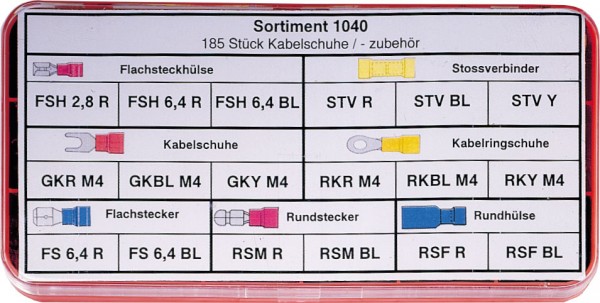 Sortiment 1040
185 Stück Kabelschuhe / - zubehör
Flachsteckhülse Stossverbinder
FSH 2,8 R FSH 6,4 R FSH 6,4 BL STV R STV BL STV Y
Kabelschuhe Kabelringschuhe
GKR M4 GKBL M4 GKY M4 RKR M4 RKBL M4 RKY M4
Flachstecker Rundstecker Rundhülse
FS 6,4 R FS 6,4 BL RSM R RSM BL RSF R RSF BL